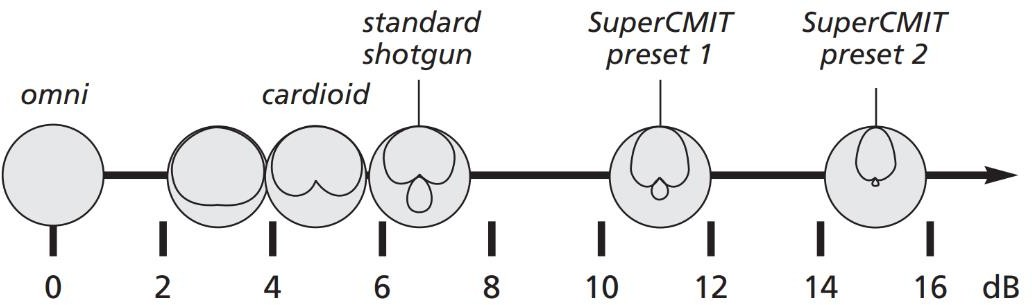 standard
shotgun
SuperCMIT
preset 1
SuperCMIT
preset 2
omni
cardioid
0 2 4 6 8 10 12 14 16 dB